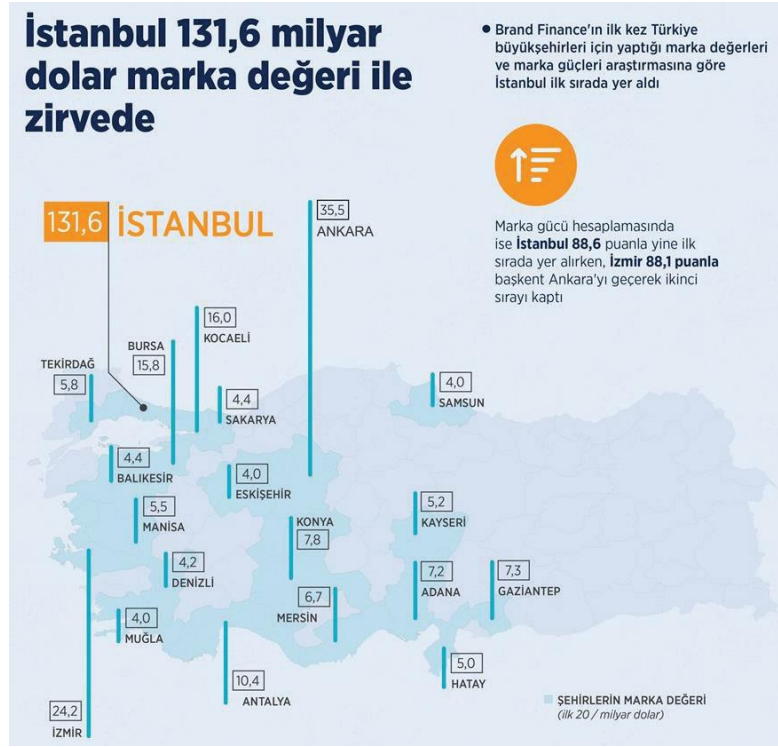 İstanbul 131,6 milyar
dolar marka değeri ile
zirvede
• Brand Finance'ın ilk kez Türkiye
büyükşehirleri için yaptığı marka değerleri
ve marka güçleri araştırmasına göre
İstanbul ilk sırada yer aldı
Marka gücü hesaplamasında
ise İstanbul 88,6 puanla yine ilk
sırada yer alırken, İzmir 88,1 puanla
başkent Ankara'yı geçerek ikinci
sırayı kaptı
131,6 İSTANBUL
35,5
ANKARA
16,0
KOCAELİ
BURSA
15,8
TEKİRDAĞ
5,8
4,4
SAKARYA
4,0
SAMSUN
4,4
BALIKESİR
4,0
ESKİŞEHİR
5,5
MANİSA
KONYA
7,8
5,2
KAYSERİ
4,2
DENİZLİ
7,2
ADANA
7,3
GAZİANTEP
6,7
MERSİN
4,0
MUĞLA
5,0
HATAY
10,4
ANTALYA
24,2
İZMİR
ŞEHİRLERİN MARKA DEĞERİ
(ilk 20 / milyar dolar)